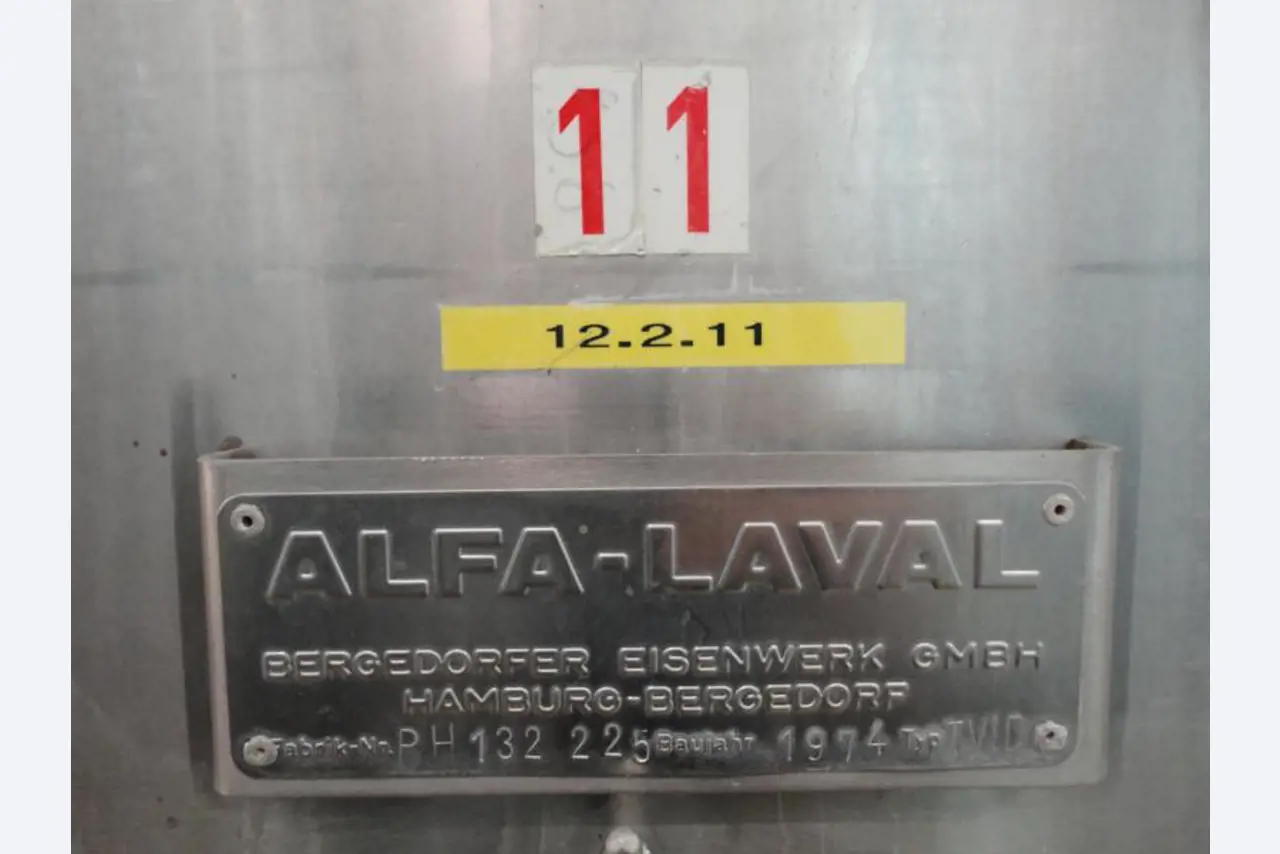 11
12.2.11
ALFA-LAVAL
BERGEDORFER EISENWERK GMBH
HAMBURG-BERGEDORF
Fabrik-Nr. PH 132 225 Baujahr 1974 Typ TVID